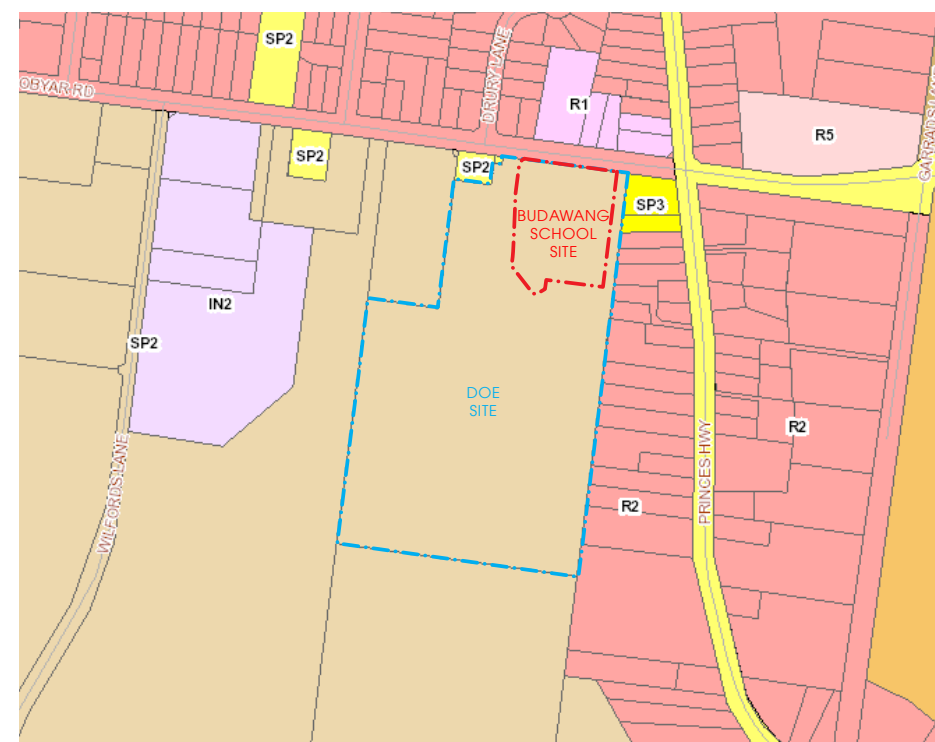 SP2
OBYAR RD
DRURY LANE
R1
R5
SP2
SP2
SP3
BUDAWANG
SCHOOL
SITE
IN2
SP2
DOE
SITE
R2
R2
PRINCES HWY
WILFORDS LANE